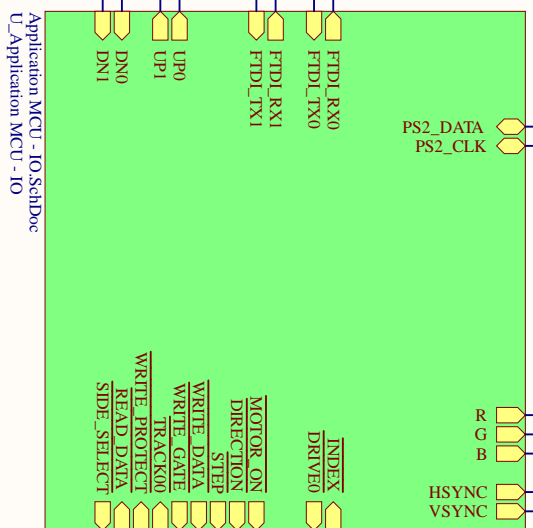 Application MCU - IO.SchDoc
U_Application MCU - IO
DN1
DN0
UP1
UP0
FTDI_TX1
FTDI_RX1
FTDI_TX0
FTDI_RX0
PS2_DATA
PS2_CLK
SIDE_SELECT
READ_DATA
WRITE_PROTECT
TRACK00
WRITE_GATE
WRITE_DATA
STEP
DIRECTION
MOTOR_ON
DRIVE0
INDEX
R
G
B
HSYNC
VSYNC